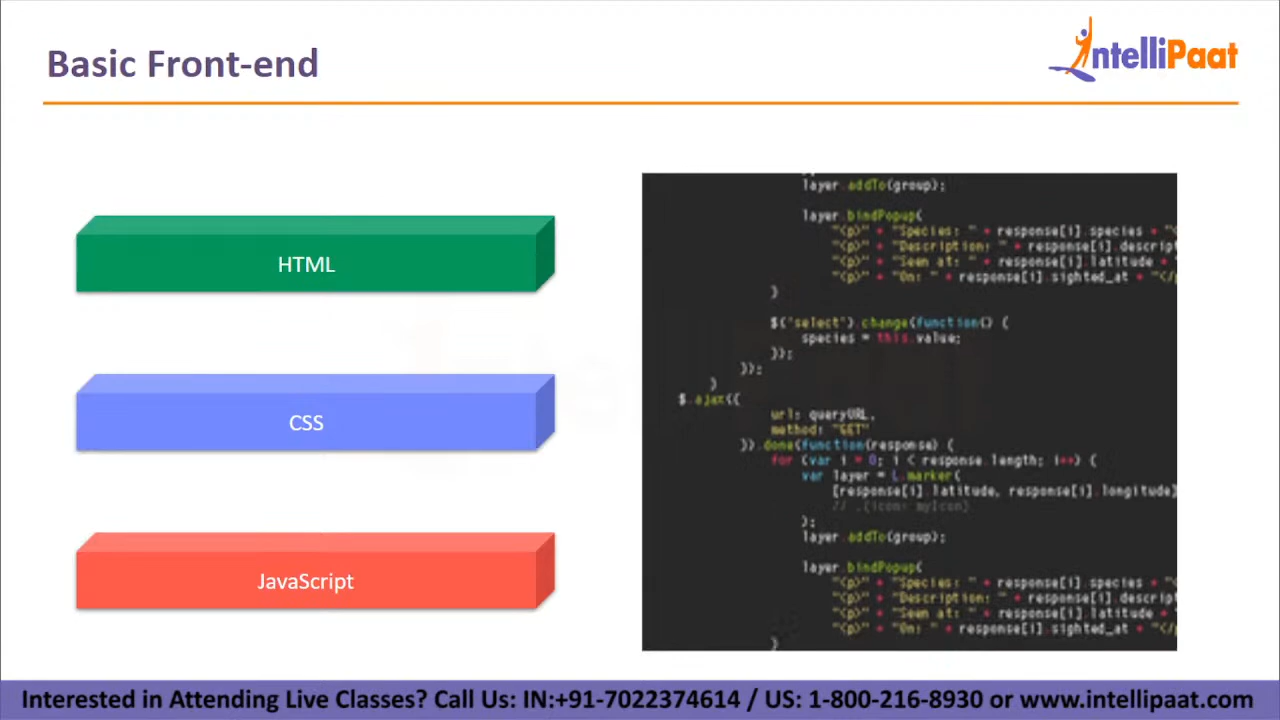 Basic Front-end
IntelliPaat
HTML
CSS
JavaScript
layer.addTo(group);
layer.bindPopup(
"<p>" + "Species: " + response[i].species + "<
"<p>" + "Description: " + response[i].descript
"<p>" + "Seen at: " + response[i].latitude +
"<p>" + "On: " + response[i].sighted_at + "</p
)
$("select").change(function() {
species = this.value;
});
});
}
$.ajax({
url: queryURL,
method: "GET"
}).done(function(response) {
for (var i = 0; i < response.length; i++) {
var layer = L.marker(
[response[i].latitude, response[i].longitude]
// ,{icon: myIcon}
);
layer.addTo(group);
layer.bindPopup(
"<p>" + "Species: " + response[i].species + "<
"<p>" + "Description: " + response[i].descript
"<p>" + "Seen at: " + response[i].latitude +
"<p>" + "On: " + response[i].sighted_at + "</p
)
Interested in Attending Live Classes? Call Us: IN:+91-7022374614 / US: 1-800-216-8930 or www.intellipaat.com